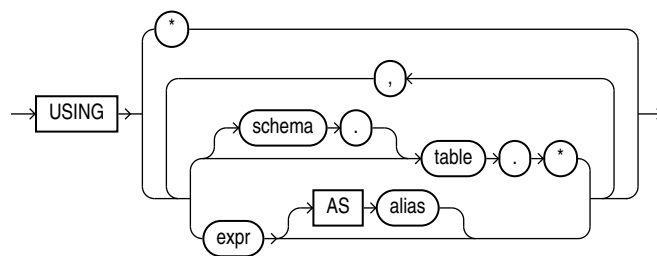 *
,
USING
schema .
table . *
AS alias
expr